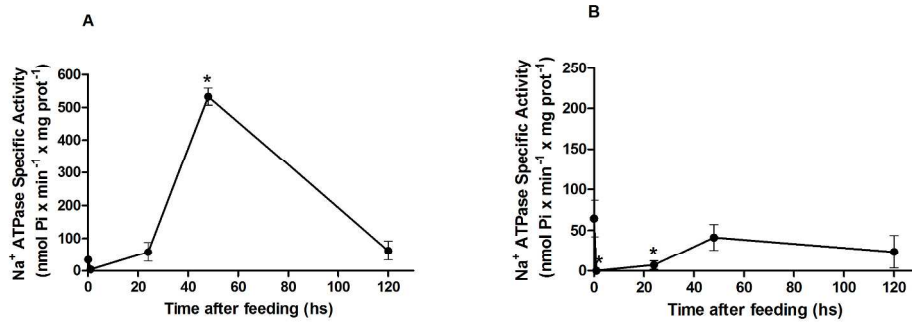 A
Na+ ATPase Specific Activity
(nmol Pi x min-1 x mg prot-1)
600
500
400
300
200
100
0
*
0 20 40 60 80 100 120
Time after feeding (hs)
B
Na+ ATPase Specific Activity
(nmol Pi x min-1 x mg prot-1)
250
200
150
100
50
0
*
*
0 20 40 60 80 100 120
Time after feeding (hs)